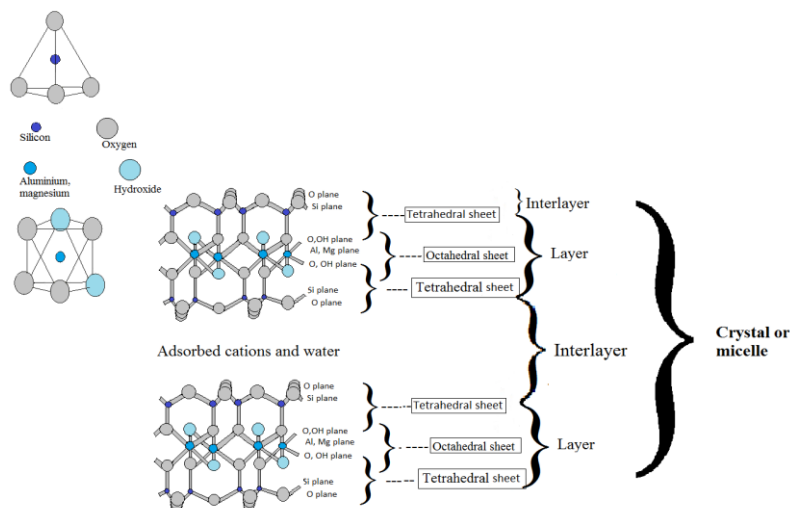 Silicon
Oxygen
Aluminium,
magnesium
Hydroxide
O plane
Si plane
Tetrahedral sheet
Interlayer
O,OH plane
Al, Mg plane
O, OH plane
Octahedral sheet
Layer
Si plane
O plane
Tetrahedral sheet
Adsorbed cations and water
Interlayer
Crystal or
micelle
O plane
Si plane
Tetrahedral sheet
O,OH plane
Al, Mg plane
O, OH plane
Octahedral sheet
Layer
Si plane
O plane
Tetrahedral sheet